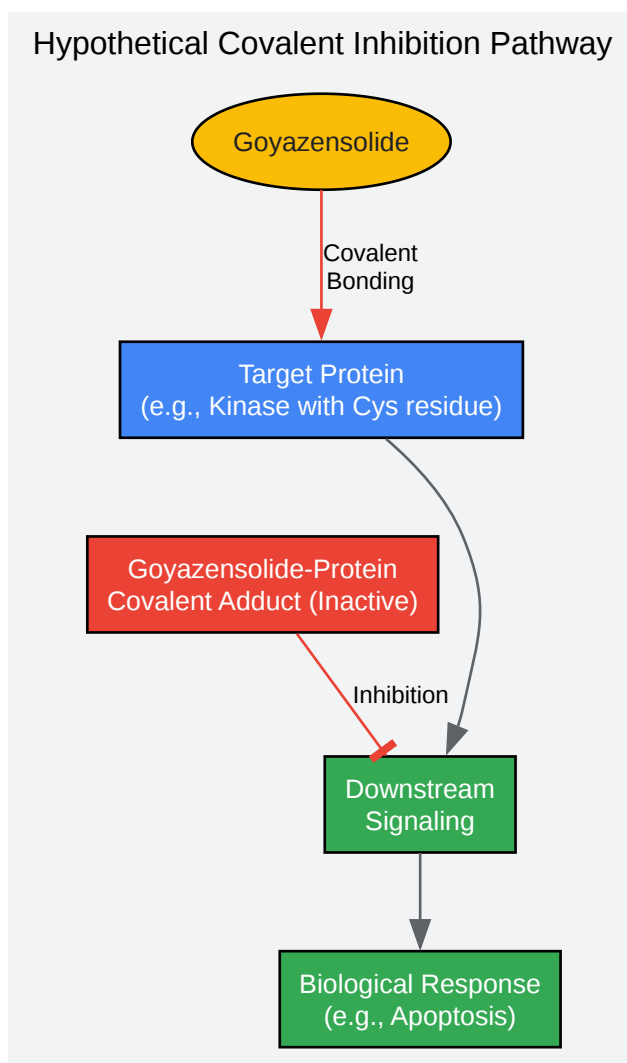 Hypothetical Covalent Inhibition Pathway
Goyazensolide
Covalent
Bonding
Target Protein
(e.g., Kinase with Cys residue)
Goyazensolide-Protein
Covalent Adduct (Inactive)
Inhibition
Downstream
Signaling
Biological Response
(e.g., Apoptosis)